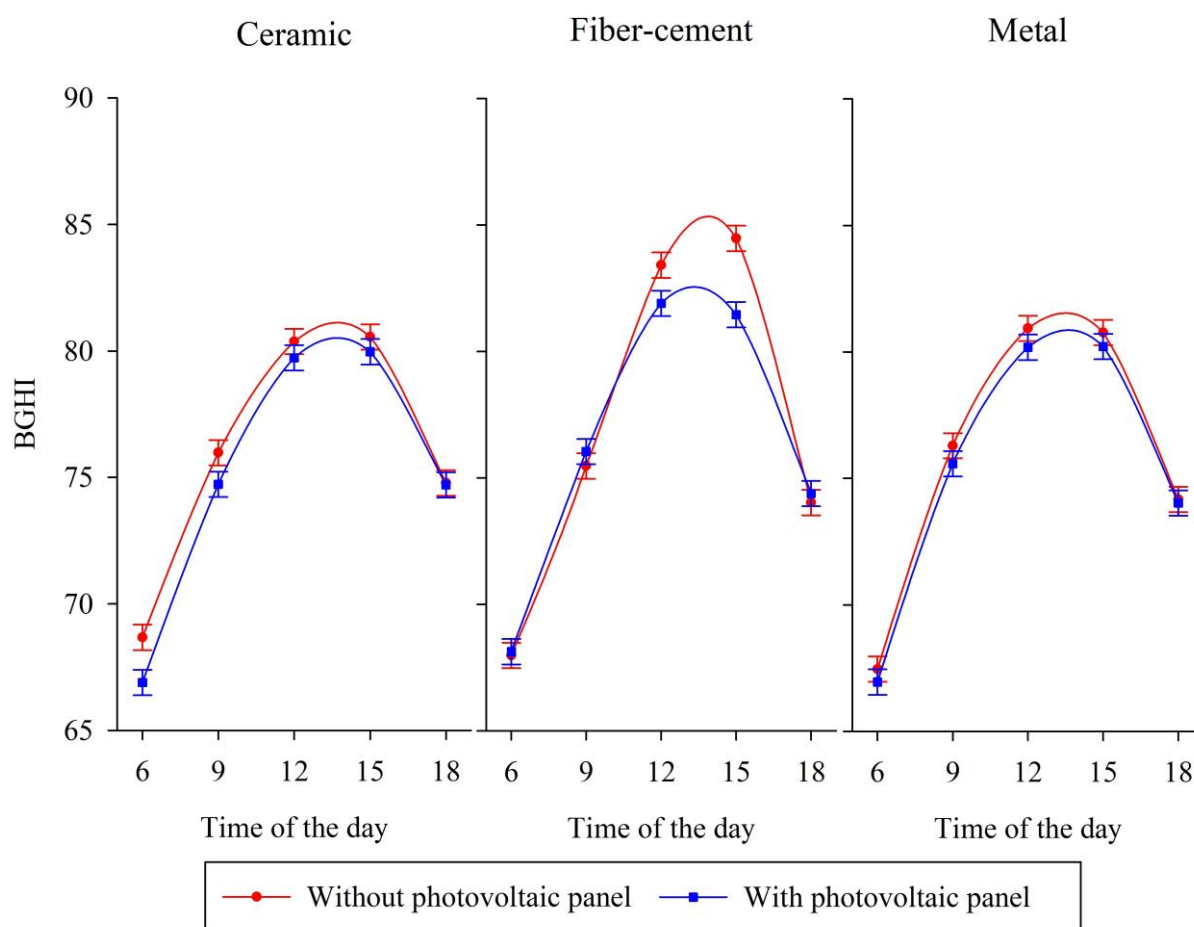 Ceramic Fiber-cement Metal
90
85
80
75
70
65
BGHI
6 9 12 15 18 6 9 12 15 18 6 9 12 15 18
Time of the day Time of the day Time of the day
Without photovoltaic panel With photovoltaic panel